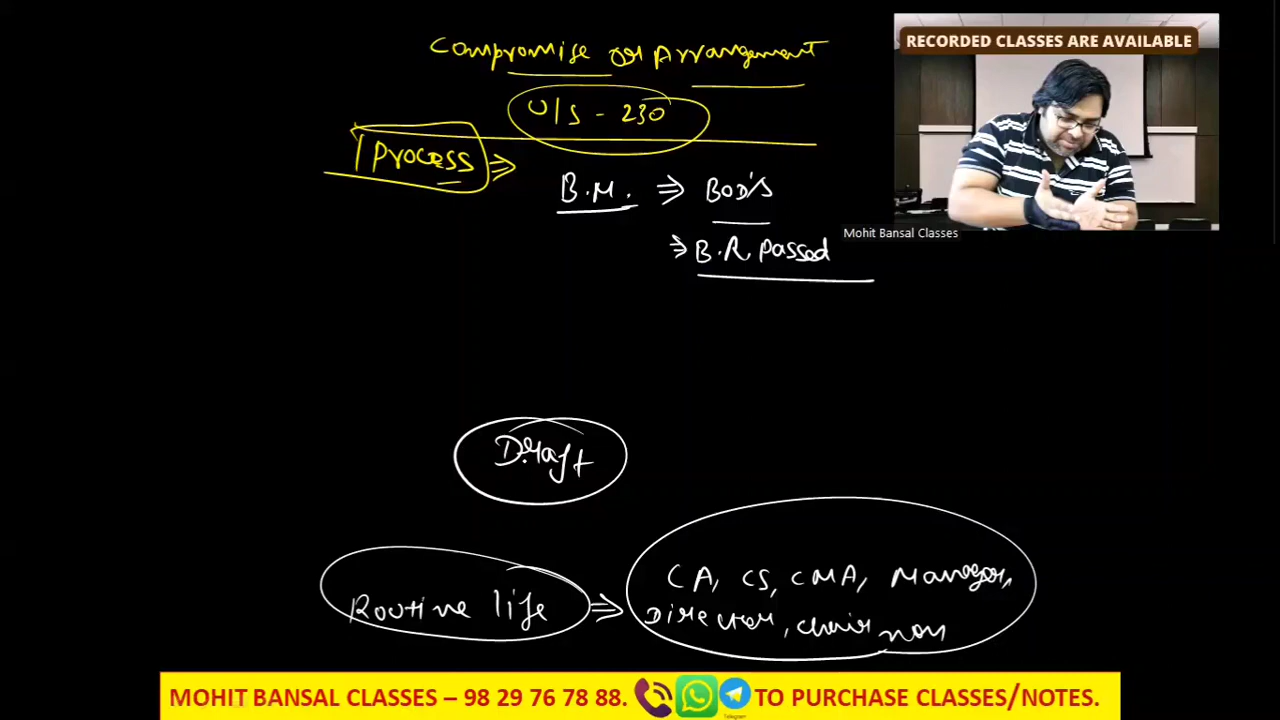 Compromise or Arrangement
U/S - 230
Process ⇒
B.M. ⇒ BOD's
⇒ B.R. Passed
Draft
Routine life ⇒
CA, CS, CMA, Manager,
Director, chairman
RECORDED CLASSES ARE AVAILABLE
Mohit Bansal Classes
MOHIT BANSAL CLASSES – 98 29 76 78 88. TO PURCHASE CLASSES/NOTES.
Telegram